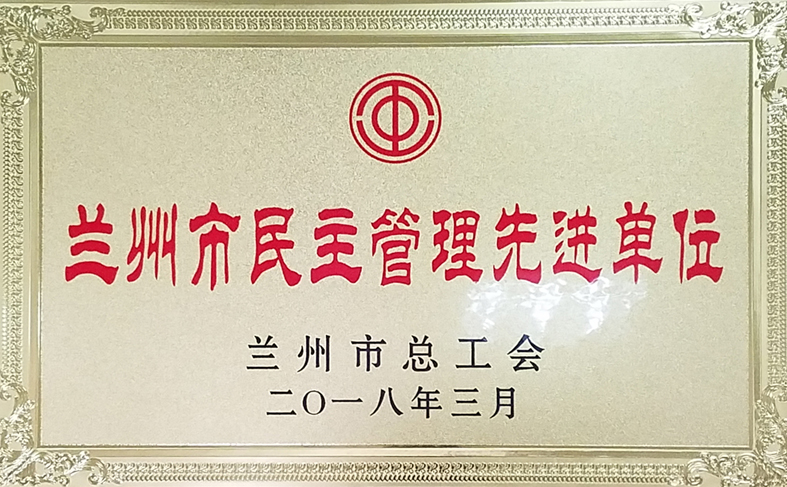 兰州市民主管理先进单位
兰州市总工会
二〇一八年三月